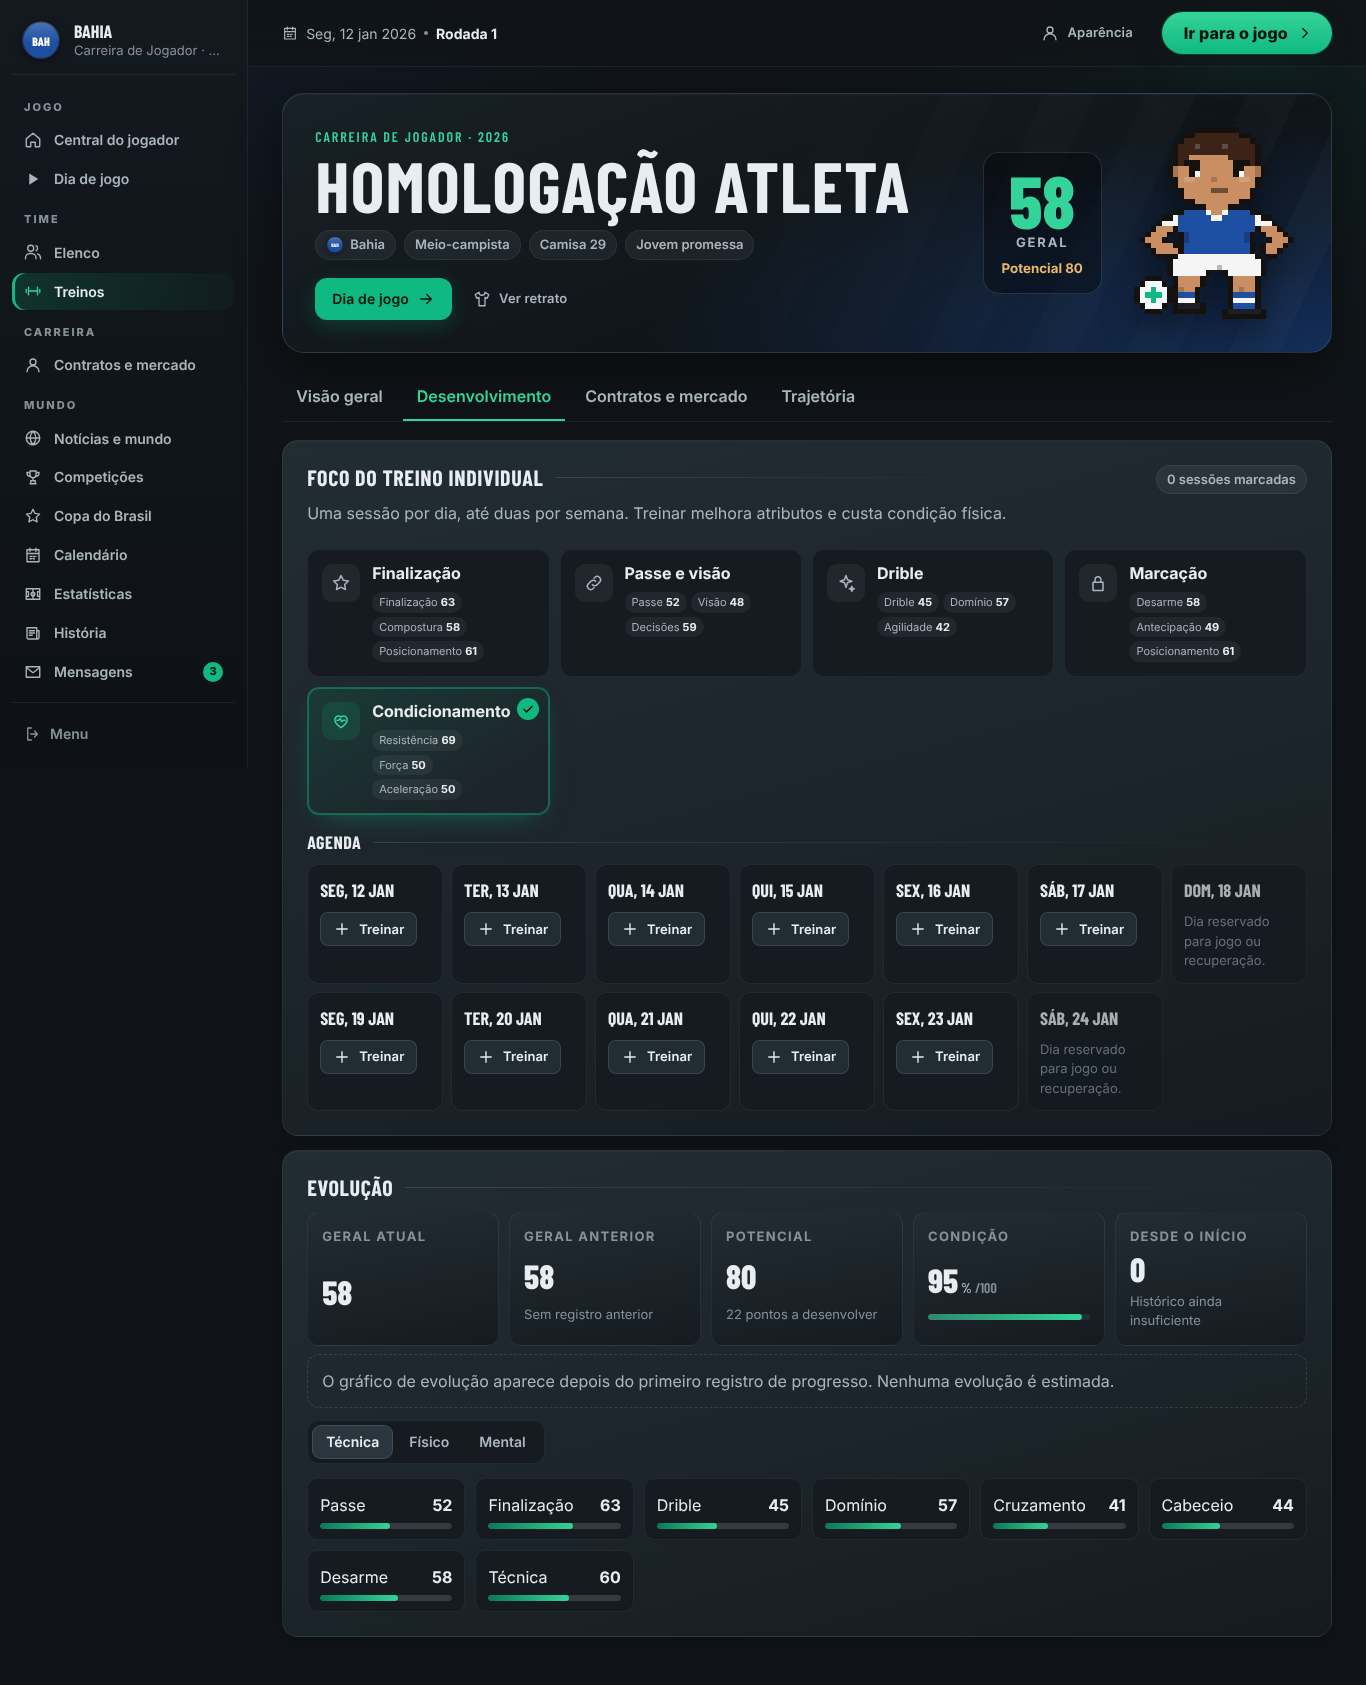 BAH
BAHIA
Carreira de Jogador · ...
JOGO
Central do jogador
Dia de jogo
TIME
Elenco
Treinos
CARREIRA
Contratos e mercado
MUNDO
Notícias e mundo
Competições
Copa do Brasil
Calendário
Estatísticas
História
Mensagens 3
Menu
Seg, 12 jan 2026 • Rodada 1
Aparência
Ir para o jogo
CARREIRA DE JOGADOR · 2026
HOMOLOGAÇÃO ATLETA
BAH Bahia Meio-campista Camisa 29 Jovem promessa
Dia de jogo Ver retrato
58
GERAL
Potencial 80
Visão geral Desenvolvimento Contratos e mercado Trajetória
FOCO DO TREINO INDIVIDUAL
0 sessões marcadas
Uma sessão por dia, até duas por semana. Treinar melhora atributos e custa condição física.
Finalização
Finalização 63
Compostura 58
Posicionamento 61
Passe e visão
Passe 52 Visão 48
Decisões 59
Drible
Drible 45 Domínio 57
Agilidade 42
Marcação
Desarme 58
Antecipação 49
Posicionamento 61
Condicionamento
Resistência 69
Força 50
Aceleração 50
AGENDA
SEG, 12 JAN
Treinar
TER, 13 JAN
Treinar
QUA, 14 JAN
Treinar
QUI, 15 JAN
Treinar
SEX, 16 JAN
Treinar
SÁB, 17 JAN
Treinar
DOM, 18 JAN
Dia reservado
para jogo ou
recuperação.
SEG, 19 JAN
Treinar
TER, 20 JAN
Treinar
QUA, 21 JAN
Treinar
QUI, 22 JAN
Treinar
SEX, 23 JAN
Treinar
SÁB, 24 JAN
Dia reservado
para jogo ou
recuperação.
EVOLUÇÃO
GERAL ATUAL
58
GERAL ANTERIOR
58
Sem registro anterior
POTENCIAL
80
22 pontos a desenvolver
CONDIÇÃO
95 % /100
DESDE O INÍCIO
0
Histórico ainda
insuficiente
O gráfico de evolução aparece depois do primeiro registro de progresso. Nenhuma evolução é estimada.
Técnica Físico Mental
Passe 52
Finalização 63
Drible 45
Domínio 57
Cruzamento 41
Cabeceio 44
Desarme 58
Técnica 60